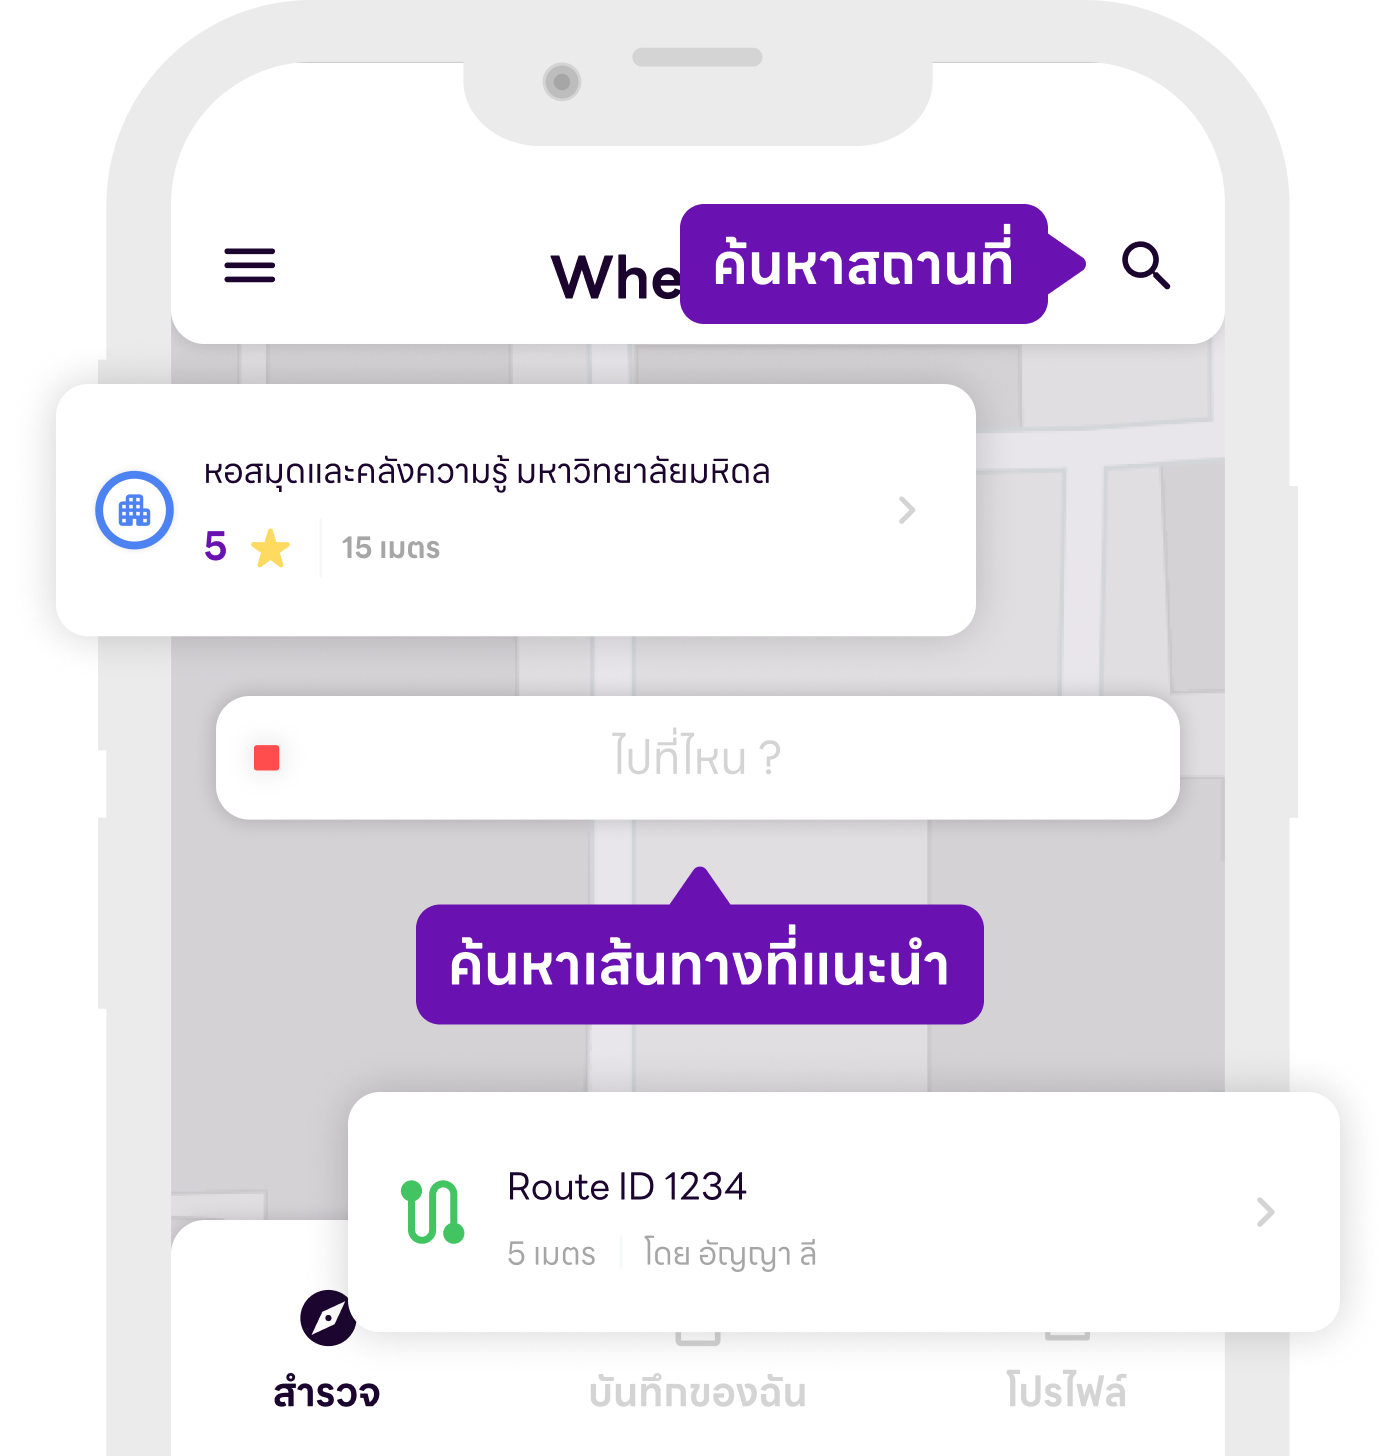 Whe
ค้นหาสถานที่
หอสมุดและคลังความรู้ มหาวิทยาลัยมหิดล
5
15 เมตร
ไปที่ไหน ?
ค้นหาเส้นทางที่แนะนำ
Route ID 1234
5 เมตร โดย อัญญา ลี
สำรวจ
บันทึกของฉัน
โปรไฟล์